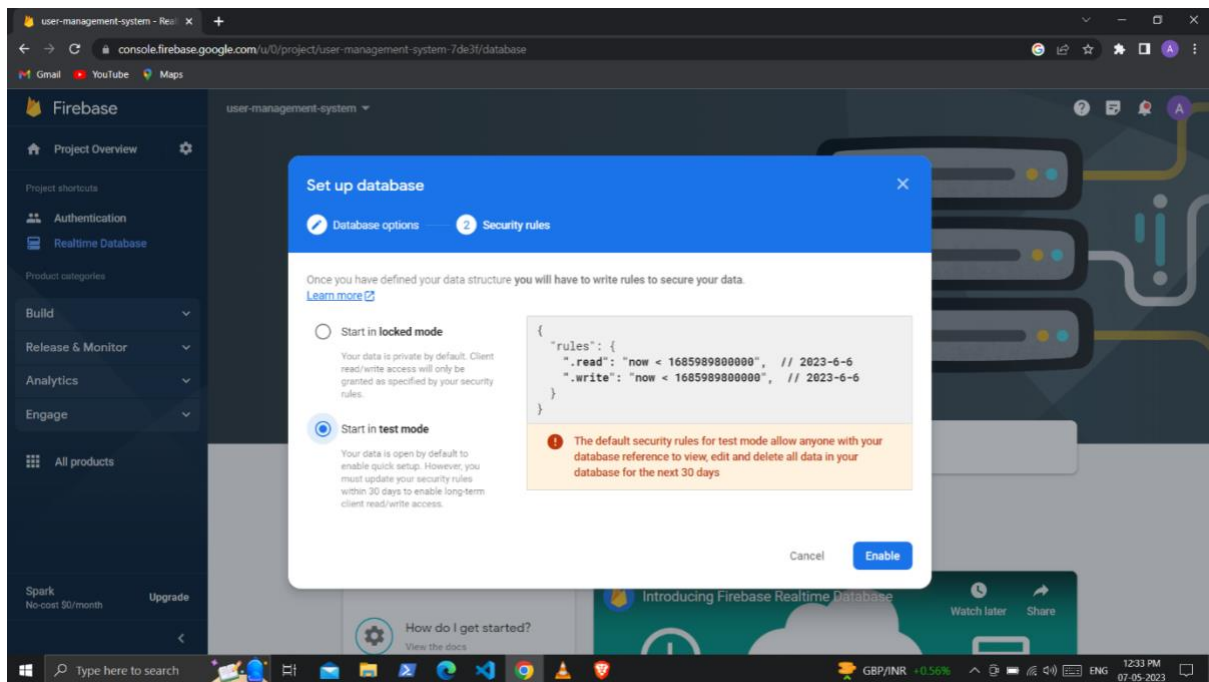 user-management-system - Real
console.firebase.google.com/u/0/project/user-management-system-7de3f/database
A
Gmail
YouTube
Maps
Firebase
user-management-system
A
Project Overview
Project shortcuts
Authentication
Realtime Database
Product categories
Build
Release & Monitor
Analytics
Engage
All products
Spark
No-cost $0/month
Upgrade
Set up database
Database options
2 Security rules
Once you have defined your data structure you will have to write rules to secure your data.
Learn more
Start in locked mode
Your data is private by default. Client
read/write access will only be
granted as specified by your security
rules.
Start in test mode
Your data is open by default to
enable quick setup. However, you
must update your security rules
within 30 days to enable long-term
client read/write access.
{
"rules": {
".read": "now < 1685989800000", // 2023-6-6
".write": "now < 1685989800000", // 2023-6-6
}
}
The default security rules for test mode allow anyone with your
database reference to view, edit and delete all data in your
database for the next 30 days
Cancel
Enable
How do I get started?
View the docs
Introducing Firebase Realtime Database
Watch later
Share
Type here to search
GBP/INR +0.56%
ENG
12:33 PM
07-05-2023